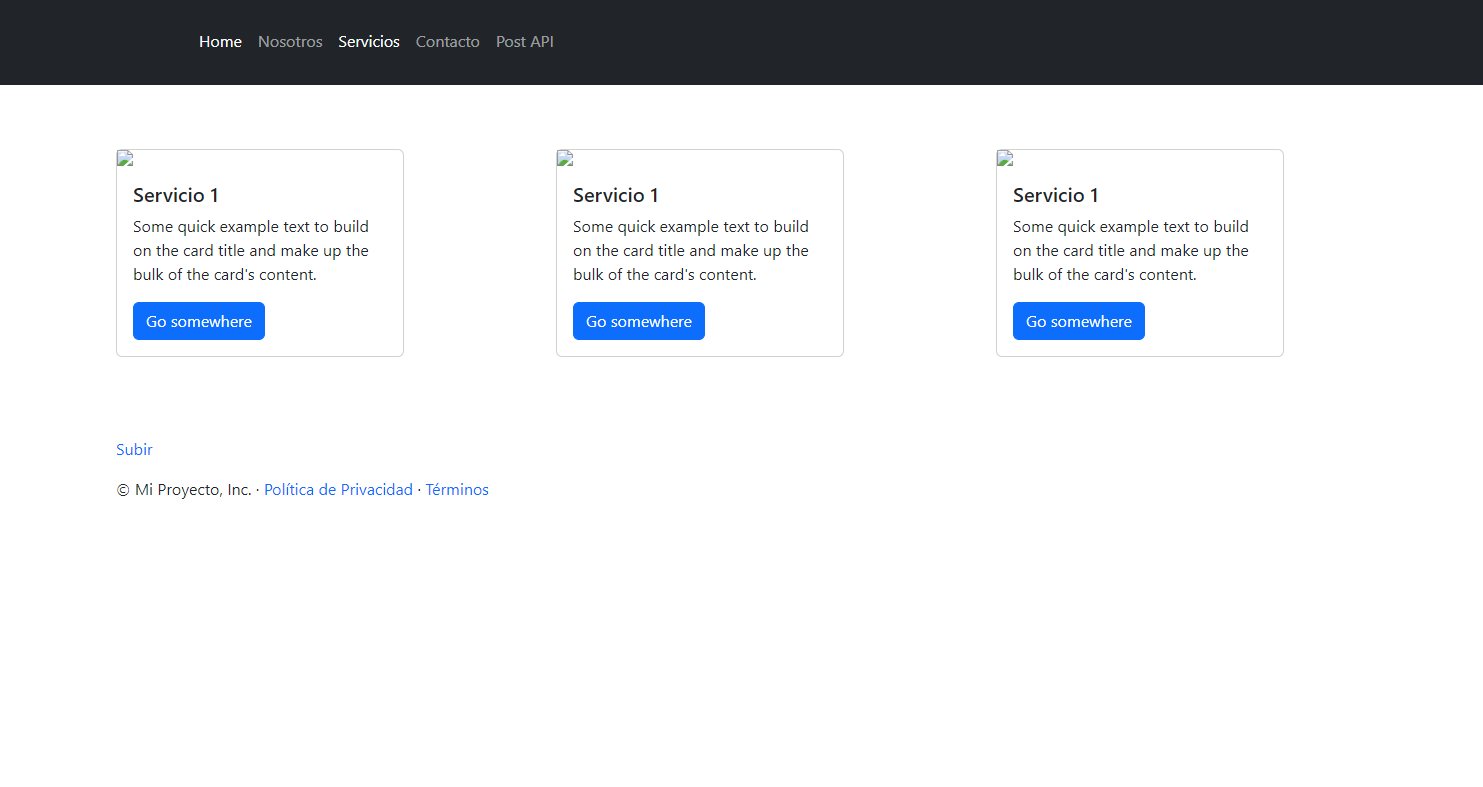 Home Nosotros Servicios Contacto Post API
Servicio 1
Some quick example text to build
on the card title and make up the
bulk of the card's content.
Go somewhere
Servicio 1
Some quick example text to build
on the card title and make up the
bulk of the card's content.
Go somewhere
Servicio 1
Some quick example text to build
on the card title and make up the
bulk of the card's content.
Go somewhere
Subir
© Mi Proyecto, Inc. · Política de Privacidad · Términos